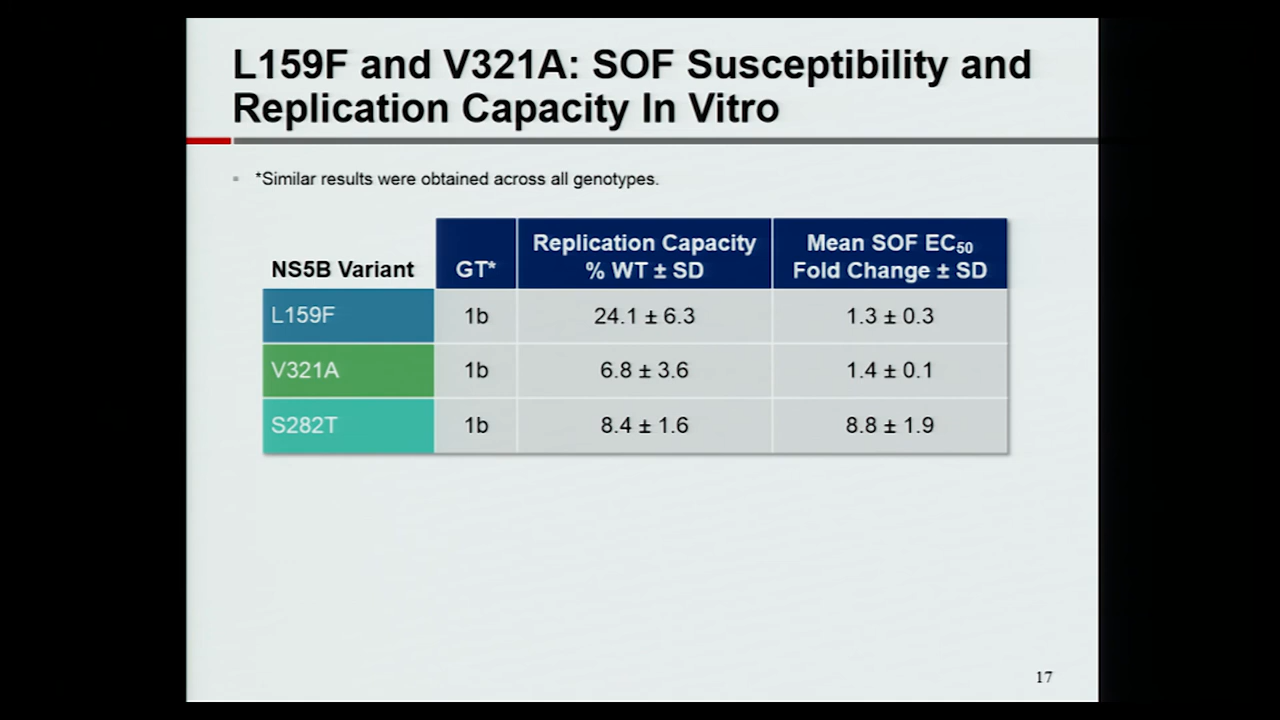 L159F and V321A: SOF Susceptibility and
Replication Capacity In Vitro
*Similar results were obtained across all genotypes.
NS5B Variant GT* Replication Capacity % WT ± SD Mean SOF EC50 Fold Change ± SD
L159F 1b 24.1 ± 6.3 1.3 ± 0.3
V321A 1b 6.8 ± 3.6 1.4 ± 0.1
S282T 1b 8.4 ± 1.6 8.8 ± 1.9
17